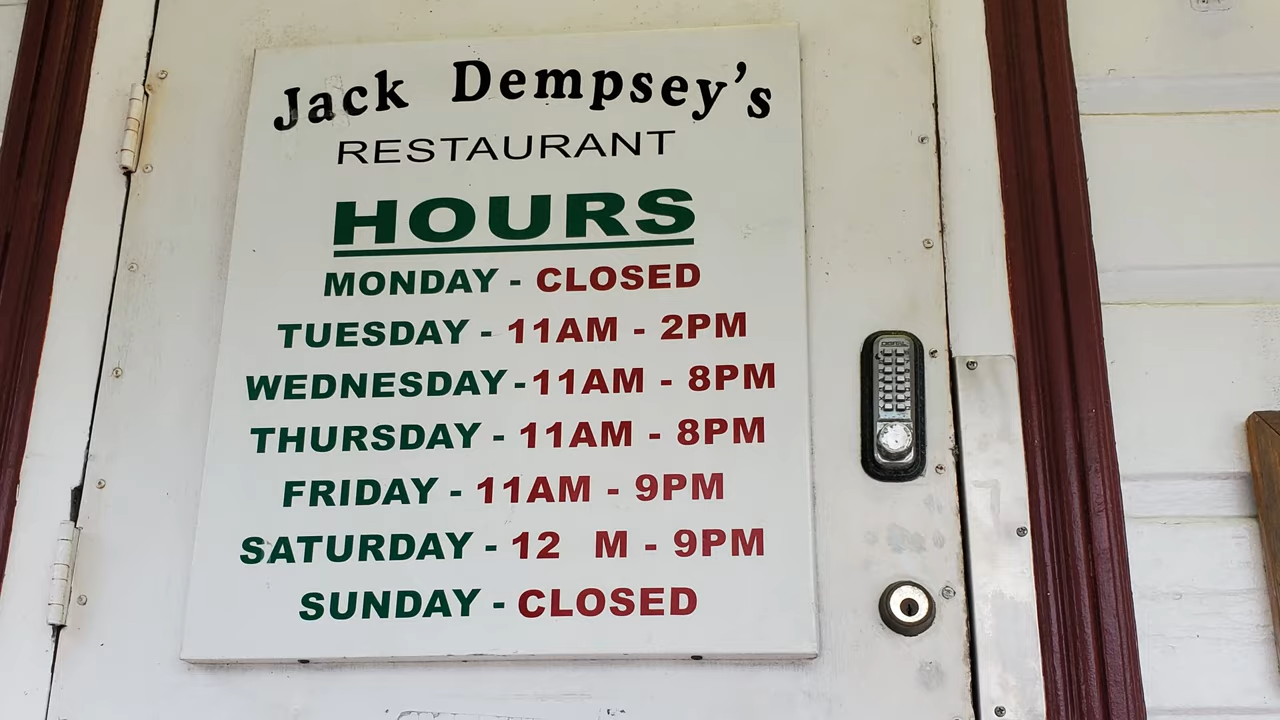 Jack Dempsey's
RESTAURANT
HOURS
MONDAY - CLOSED
TUESDAY - 11AM - 2PM
WEDNESDAY - 11AM - 8PM
THURSDAY - 11AM - 8PM
FRIDAY - 11AM - 9PM
SATURDAY - 12 M - 9PM
SUNDAY - CLOSED